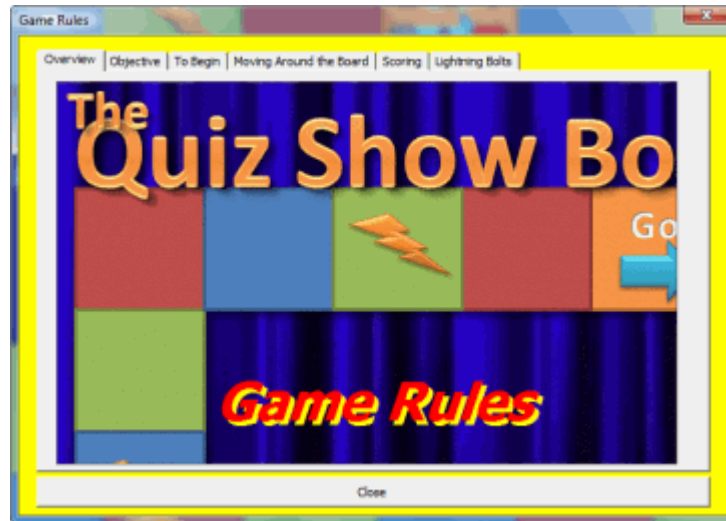 Game Rules
Overview Objective To Begin Moving Around the Board Scoring Lightning Bolts
The
Quiz Show Bo
Go
Game Rules
Close